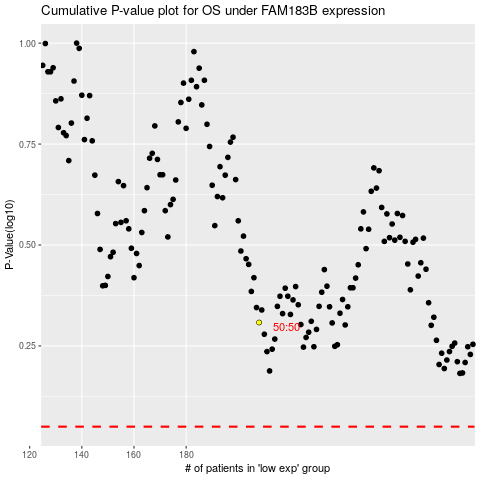 Cumulative P-value plot for OS under FAM183B expression
P-Value(log10)
1.00
0.75
0.50
0.25
50:50
120 140 160 180
# of patients in 'low exp' group